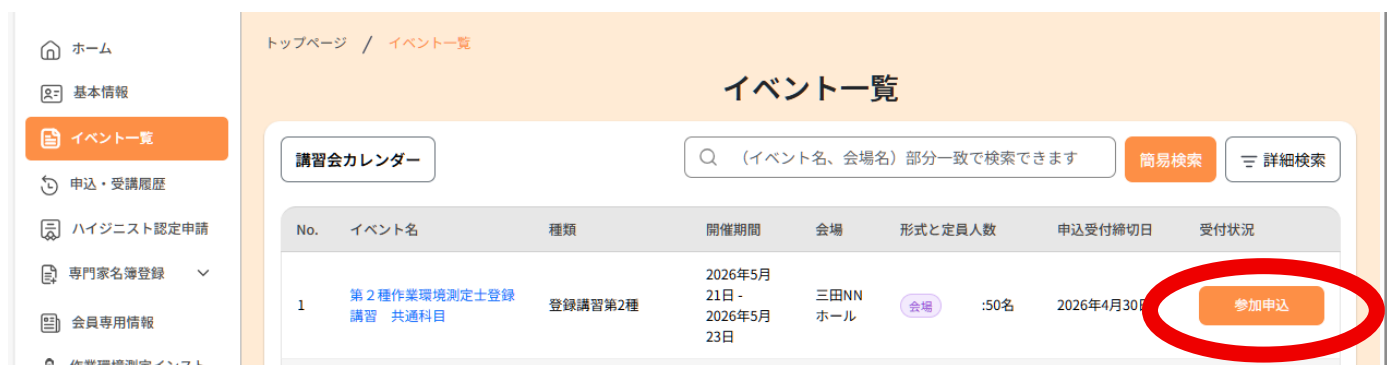 ホーム
基本情報
イベント一覧
申込・受講履歴
ハイジニスト認定申請
専門家名簿登録
会員専用情報
トップページ / イベント一覧
イベント一覧
講習会カレンダー
（イベント名、会場名）部分一致で検索できます
簡易検索
詳細検索
No. イベント名 種類 開催期間 会場 形式と定員人数 申込受付締切日 受付状況
1
第２種作業環境測定士登録
講習　共通科目
登録講習第2種
2026年5月
21日 -
2026年5月
23日
三田NN
ホール
会場 :50名
2026年4月30日
参加申込